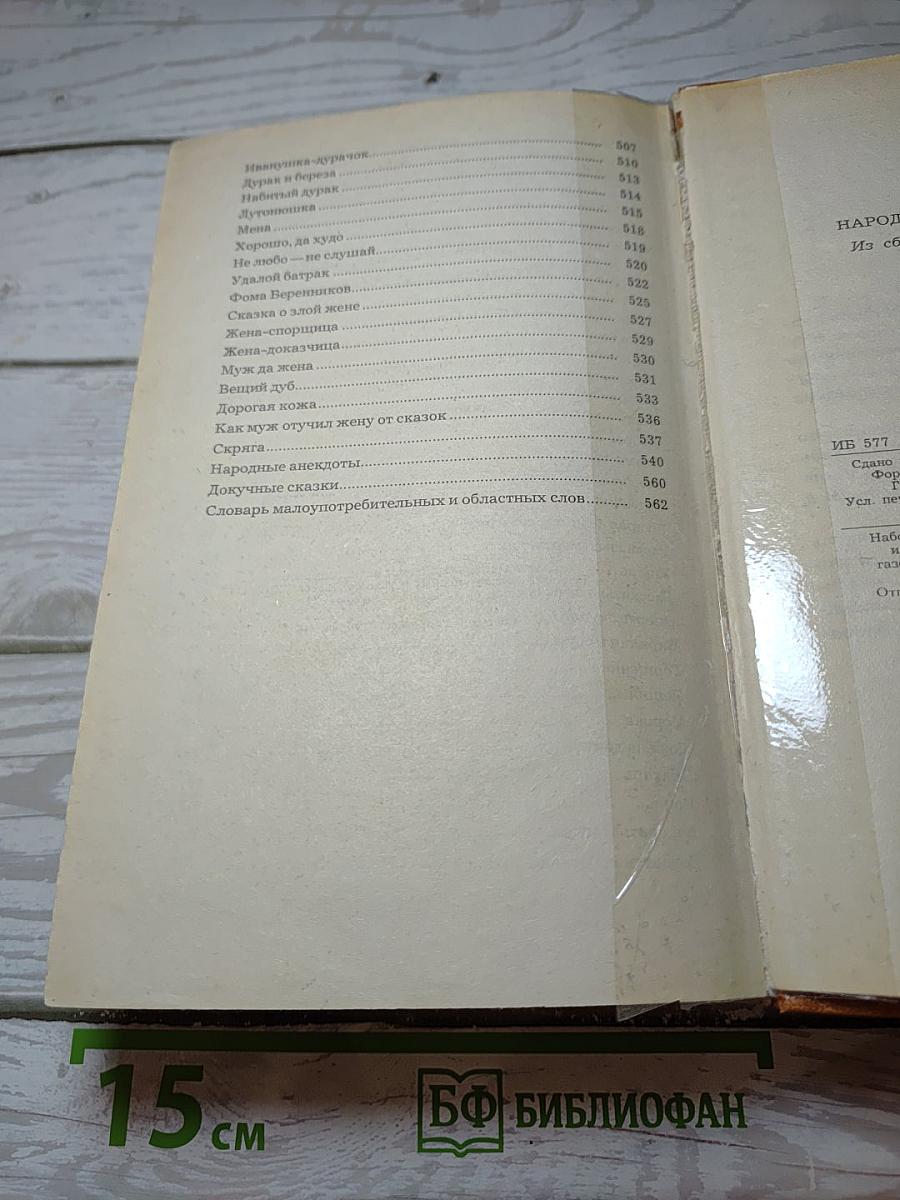 Иванушка-дурачок 507
Дурак и береза 510
Набитый дурак 513
Лутонюшка 514
Мена 515
Хорошо, да худо 518
Не любо — не слушай 519
Удалой батрак 520
Фома Беренников 522
Сказка о злой жене 525
Жена-спорщица 527
Жена-доказчица 529
Муж да жена 530
Вещий дуб 531
Дорогая кожа 533
Как муж отучил жену от сказок 536
Скряга 537
Народные анекдоты 540
Докучные сказки 560
Словарь малоупотребительных и областных слов 562
НАРОД
Из сб
ИБ 577
Сдано
Фор
Г
Усл. пе
Набо
и
газе
Отп
15 см
БФ БИБЛИОФАН